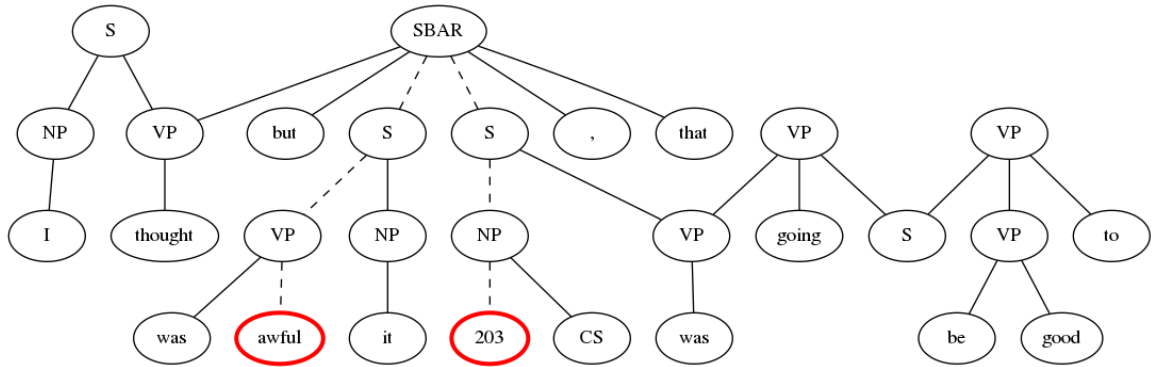 S SBAR
NP VP but S S , that VP VP
I thought VP NP NP VP going S VP to
was awful it 203 CS was be good